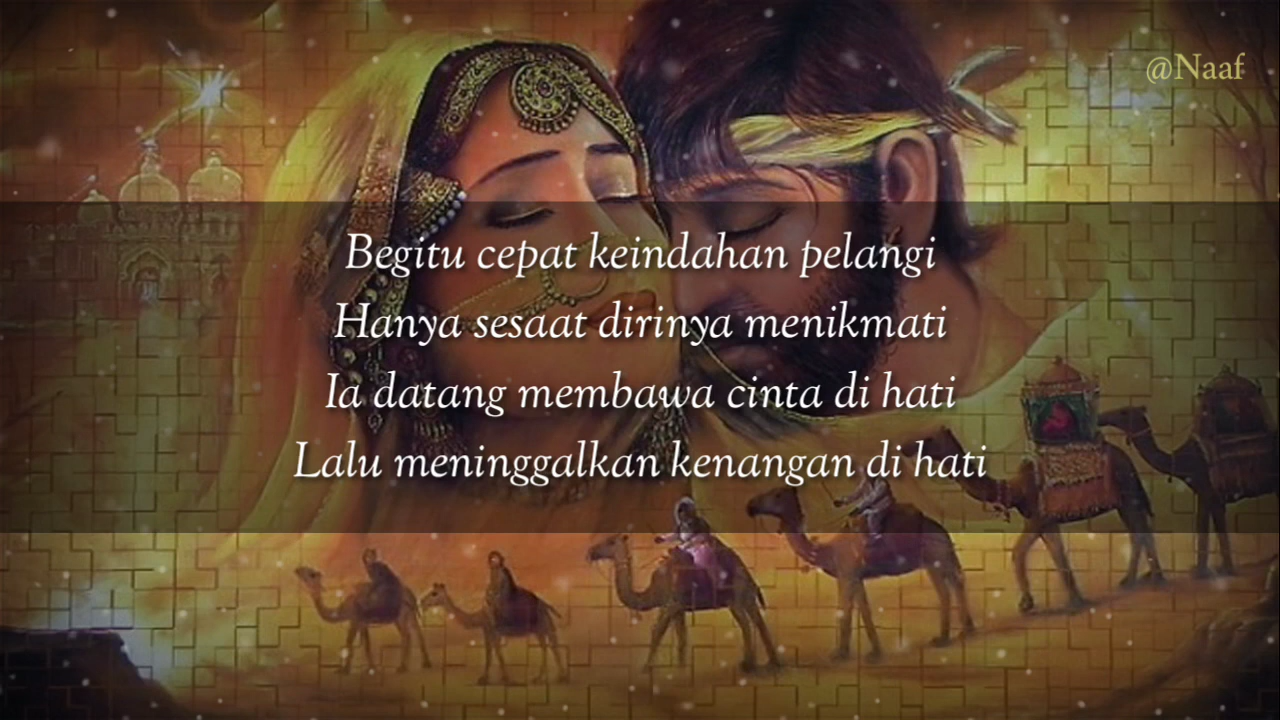 @Naaf
Begitu cepat keindahan pelangi
Hanya sesaat dirinya menikmati
Ia datang membawa cinta di hati
Lalu meninggalkan kenangan di hati